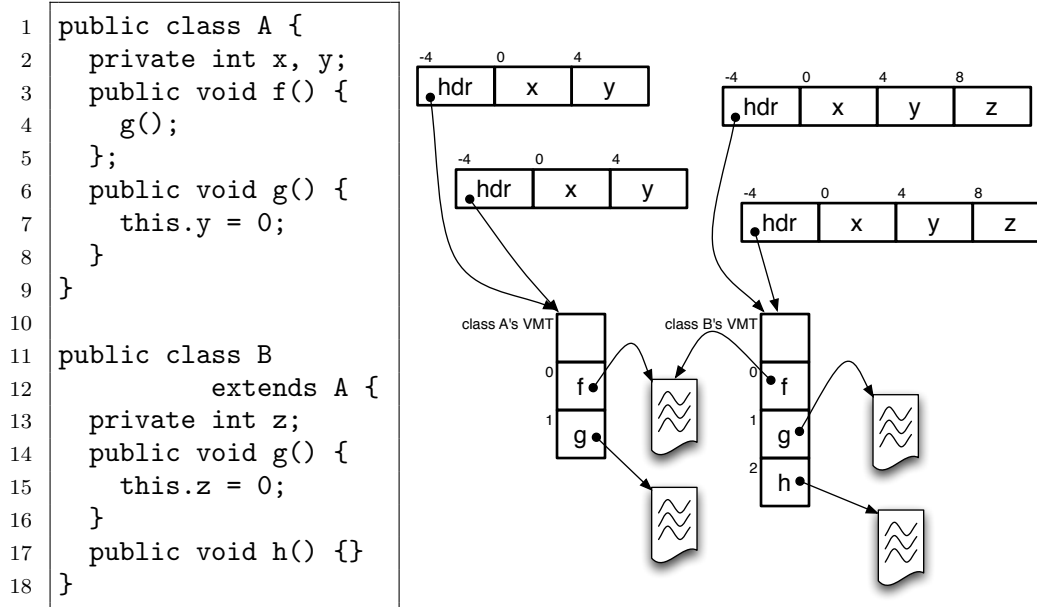 1 public class A {
2   private int x, y;
3   public void f() {
4     g();
5   };
6   public void g() {
7     this.y = 0;
8   }
9 }
10
11 public class B
12           extends A {
13   private int z;
14   public void g() {
15     this.z = 0;
16   }
17   public void h() {}
18 }
-4 0 4
hdr x y
-4 0 4 8
hdr x y z
-4 0 4
hdr x y
-4 0 4 8
hdr x y z
class A's VMT
0 f
1 g
class B's VMT
0 f
1 g
2 h